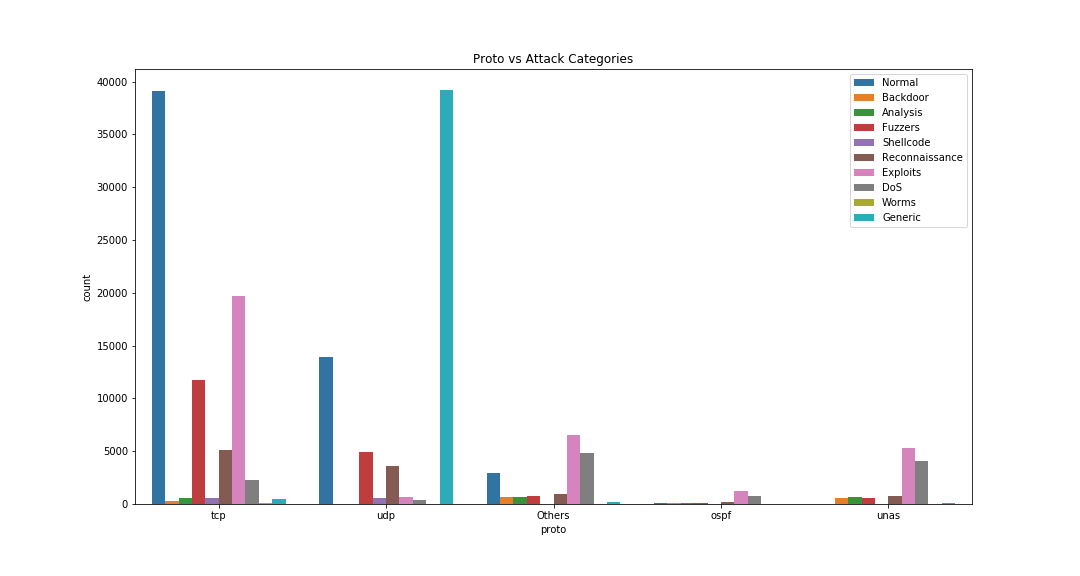 Proto vs Attack Categories
40000
35000
30000
25000
20000
15000
10000
5000
0
count
Normal
Backdoor
Analysis
Fuzzers
Shellcode
Reconnaissance
Exploits
DoS
Worms
Generic
tcp udp Others ospf unas
proto